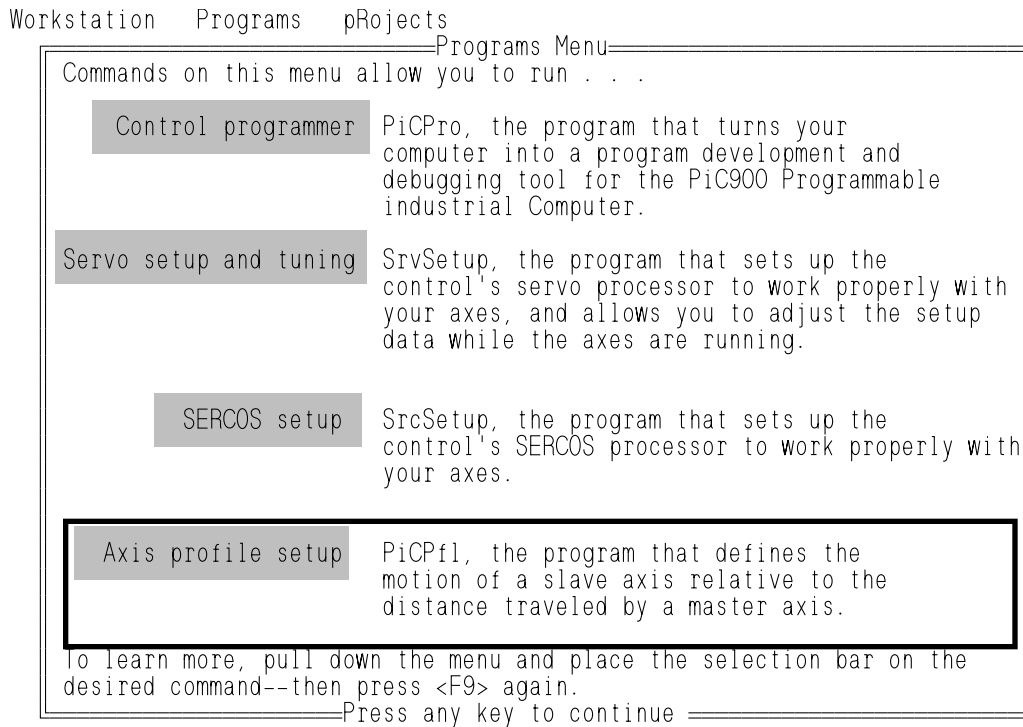 Workstation Programs pRojects
Programs Menu
Commands on this menu allow you to run . . .
Control programmer PiCPro, the program that turns your
computer into a program development and
debugging tool for the PiC900 Programmable
industrial Computer.
Servo setup and tuning SrvSetup, the program that sets up the
control's servo processor to work properly with
your axes, and allows you to adjust the setup
data while the axes are running.
SERCOS setup SrcSetup, the program that sets up the
control's SERCOS processor to work properly with
your axes.
Axis profile setup PiCPfl, the program that defines the
motion of a slave axis relative to the
distance traveled by a master axis.
To learn more, pull down the menu and place the selection bar on the
desired command--then press <F9> again.
Press any key to continue